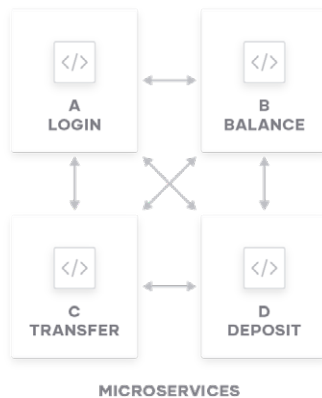 </>
A
LOGIN
</>
B
BALANCE
</>
C
TRANSFER
</>
D
DEPOSIT
MICROSERVICES